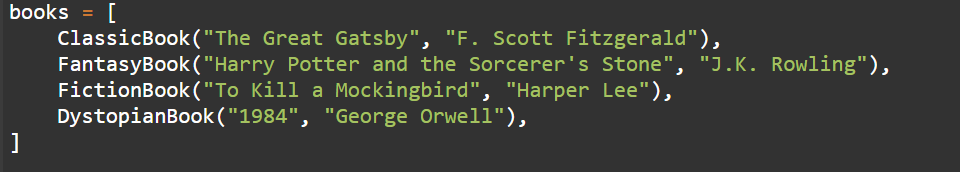 books = [
    ClassicBook("The Great Gatsby", "F. Scott Fitzgerald"),
    FantasyBook("Harry Potter and the Sorcerer's Stone", "J.K. Rowling"),
    FictionBook("To Kill a Mockingbird", "Harper Lee"),
    DystopianBook("1984", "George Orwell"),
]